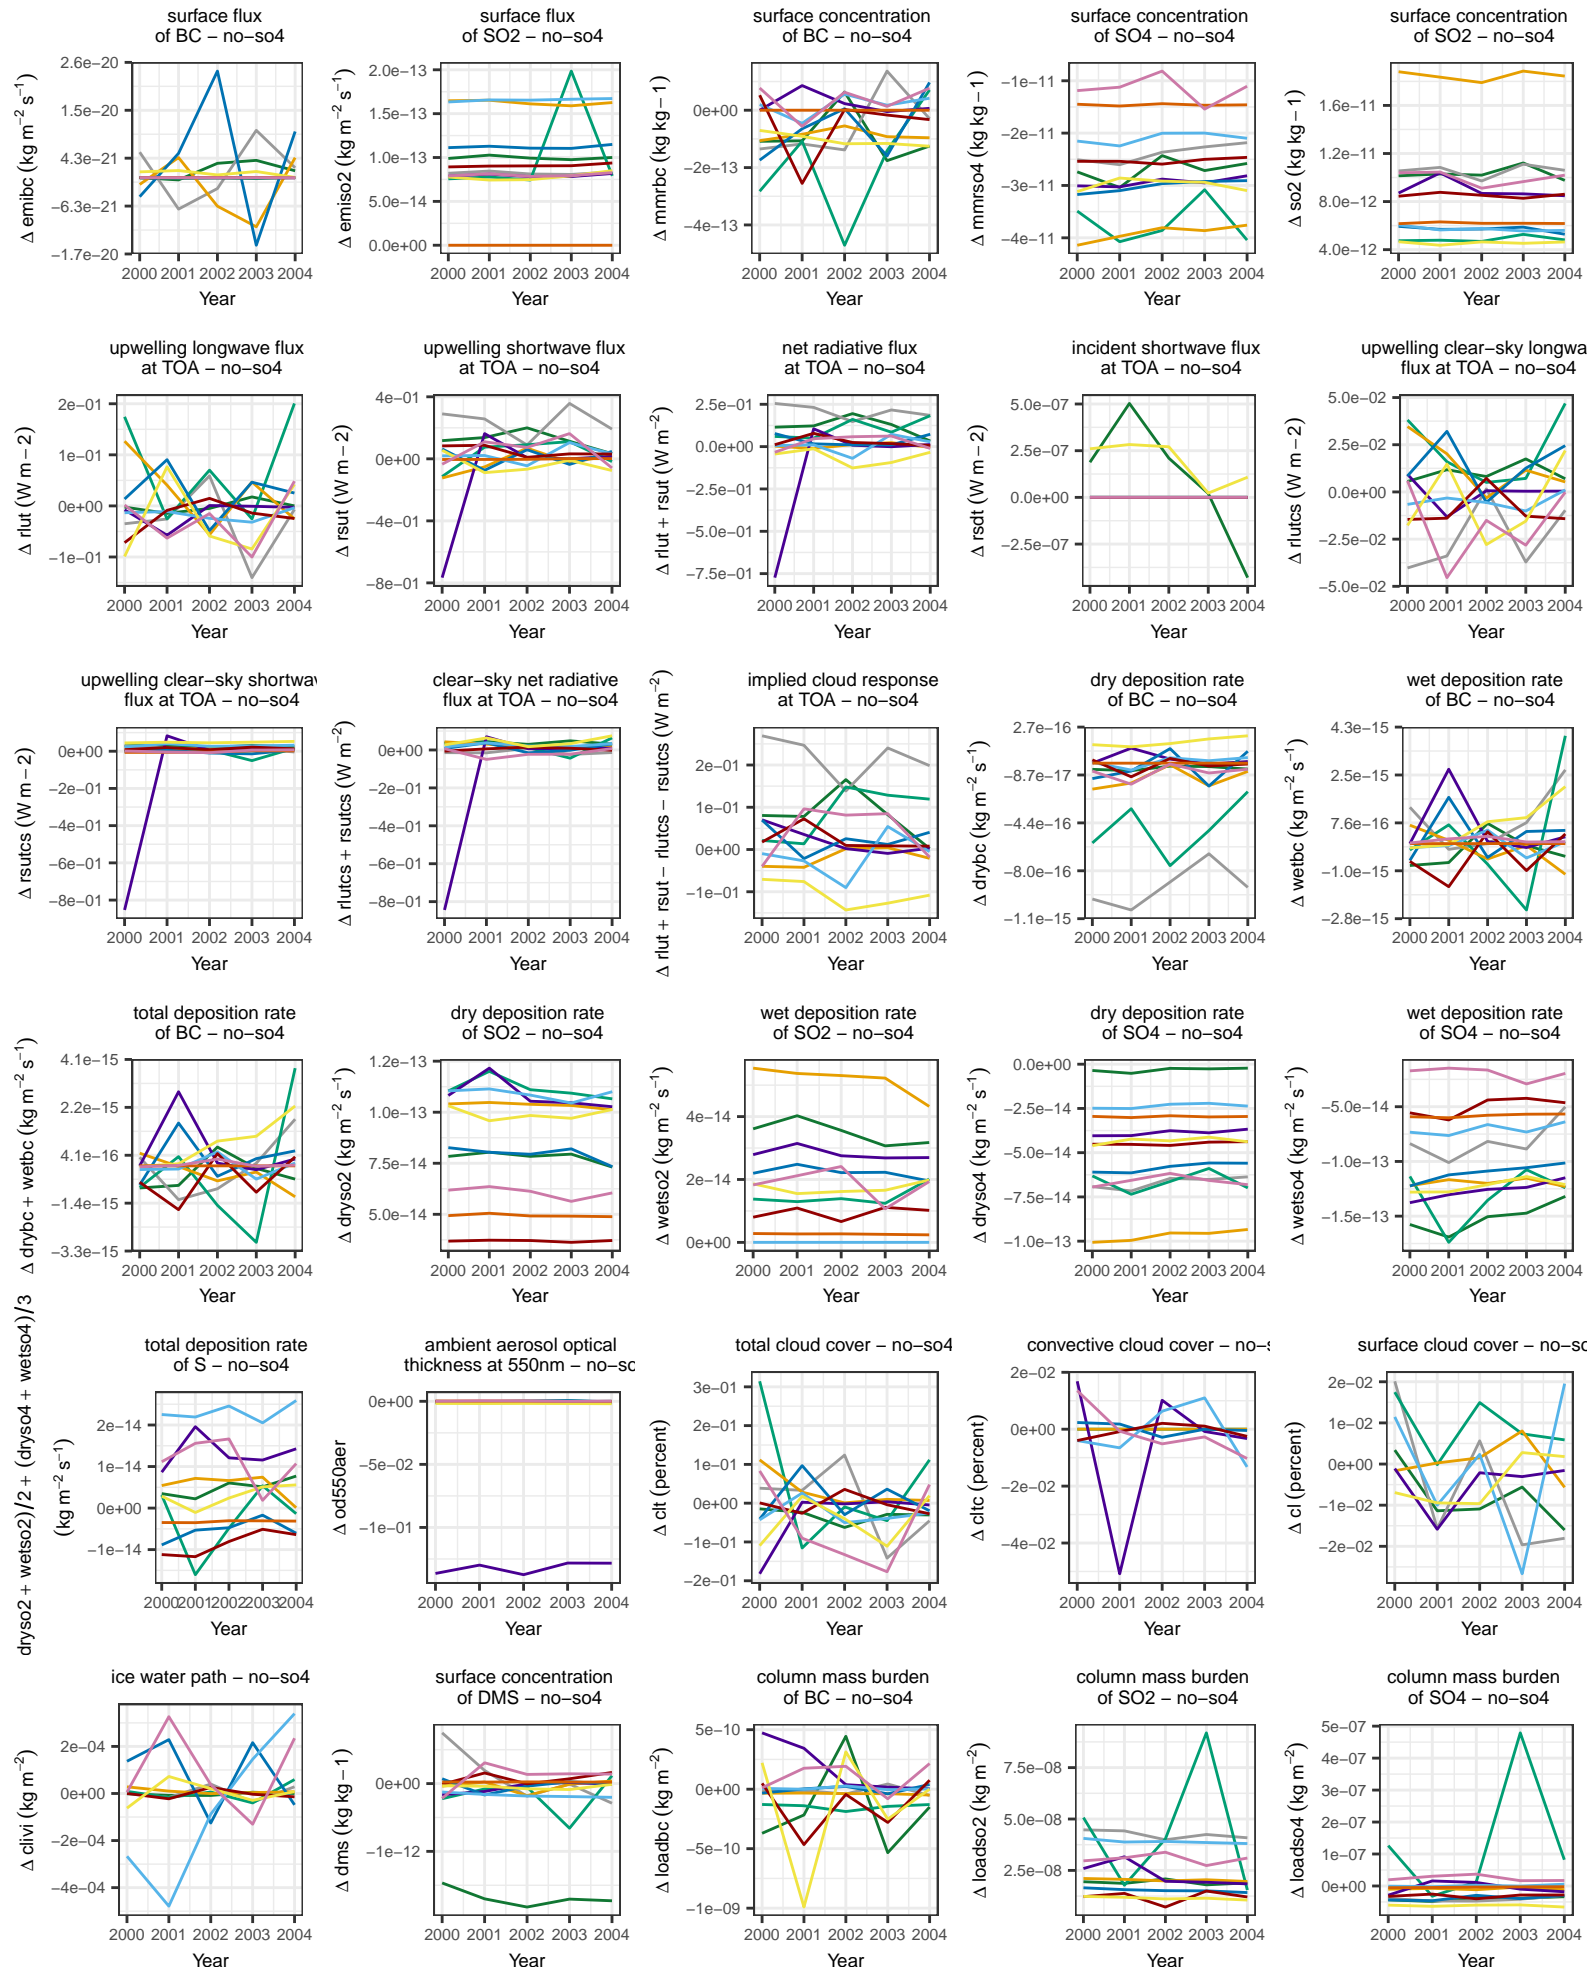 surface flux
of BC − no−so4
Δ emibc (kg m−2 s−1)
2.6e−20
1.5e−20
4.3e−21
−6.3e−21
−1.7e−20
2000 2001 2002 2003 2004
Year
surface flux
of SO2 − no−so4
Δ emiso2 (kg m−2 s−1)
2.0e−13
1.5e−13
1.0e−13
5.0e−14
0.0e+00
2000 2001 2002 2003 2004
Year
surface concentration
of BC − no−so4
Δ mmrbc (kg kg−1)
0e+00
−2e−13
−4e−13
2000 2001 2002 2003 2004
Year
surface concentration
of SO4 − no−so4
Δ mmrso4 (kg kg−1)
−1e−11
−2e−11
−3e−11
−4e−11
2000 2001 2002 2003 2004
Year
surface concentration
of SO2 − no−so4
Δ so2 (kg kg−1)
1.6e−11
1.2e−11
8.0e−12
4.0e−12
2000 2001 2002 2003 2004
Year
upwelling longwave flux
at TOA − no−so4
Δ rlut (W m−2)
2e−01
1e−01
0e+00
−1e−01
2000 2001 2002 2003 2004
Year
upwelling shortwave flux
at TOA − no−so4
Δ rsut (W m−2)
4e−01
0e+00
−4e−01
−8e−01
2000 2001 2002 2003 2004
Year
net radiative flux
at TOA − no−so4
Δ rlut + rsut (W m−2)
2.5e−01
0.0e+00
−2.5e−01
−5.0e−01
−7.5e−01
2000 2001 2002 2003 2004
Year
incident shortwave flux
at TOA − no−so4
Δ rsdt (W m−2)
5.0e−07
2.5e−07
0.0e+00
−2.5e−07
2000 2001 2002 2003 2004
Year
upwelling clear−sky longwa
flux at TOA − no−so4
Δ rlutcs (W m−2)
5.0e−02
2.5e−02
0.0e+00
−2.5e−02
−5.0e−02
2000 2001 2002 2003 2004
Year
upwelling clear−sky shortwav
flux at TOA − no−so4
Δ rsutcs (W m−2)
0e+00
−2e−01
−4e−01
−6e−01
−8e−01
2000 2001 2002 2003 2004
Year
clear−sky net radiative
flux at TOA − no−so4
Δ rlutcs + rsutcs (W m−2)
0e+00
−2e−01
−4e−01
−6e−01
−8e−01
2000 2001 2002 2003 2004
Year
implied cloud response
at TOA − no−so4
Δ rlut + rsut − rlutcs − rsutcs (W m−2)
2e−01
1e−01
0e+00
−1e−01
2000 2001 2002 2003 2004
Year
dry deposition rate
of BC − no−so4
Δ drybc (kg m−2 s−1)
2.7e−16
−8.7e−17
−4.4e−16
−8.0e−16
−1.1e−15
2000 2001 2002 2003 2004
Year
wet deposition rate
of BC − no−so4
Δ wetbc (kg m−2 s−1)
4.3e−15
2.5e−15
7.6e−16
−1.0e−15
−2.8e−15
2000 2001 2002 2003 2004
Year
total deposition rate
of BC − no−so4
Δ drybc + wetbc (kg m−2 s−1)
4.1e−15
2.2e−15
4.1e−16
−1.4e−15
−3.3e−15
2000 2001 2002 2003 2004
Year
dry deposition rate
of SO2 − no−so4
Δ dryso2 (kg m−2 s−1)
1.2e−13
1.0e−13
7.5e−14
5.0e−14
2000 2001 2002 2003 2004
Year
wet deposition rate
of SO2 − no−so4
Δ wetso2 (kg m−2 s−1)
4e−14
2e−14
0e+00
2000 2001 2002 2003 2004
Year
dry deposition rate
of SO4 − no−so4
Δ dryso4 (kg m−2 s−1)
0.0e+00
−2.5e−14
−5.0e−14
−7.5e−14
−1.0e−13
2000 2001 2002 2003 2004
Year
wet deposition rate
of SO4 − no−so4
Δ wetso4 (kg m−2 s−1)
−5.0e−14
−1.0e−13
−1.5e−13
2000 2001 2002 2003 2004
Year
total deposition rate
of S − no−so4
dryso2 + wetso2)/2 + (dryso4 + wetso4)/3
(kg m−2 s−1)
2e−14
1e−14
0e+00
−1e−14
2000 2001 2002 2003 2004
Year
ambient aerosol optical
thickness at 550nm − no−sc
Δ od550aer
0e+00
−5e−02
−1e−01
2000 2001 2002 2003 2004
Year
total cloud cover − no−so4
Δ clt (percent)
3e−01
2e−01
1e−01
0e+00
−1e−01
−2e−01
2000 2001 2002 2003 2004
Year
convective cloud cover − no−s
Δ cltc (percent)
2e−02
0e+00
−2e−02
−4e−02
2000 2001 2002 2003 2004
Year
surface cloud cover − no−so
Δ cl (percent)
2e−02
1e−02
0e+00
−1e−02
−2e−02
2000 2001 2002 2003 2004
Year
ice water path − no−so4
Δ clivi (kg m−2)
2e−04
0e+00
−2e−04
−4e−04
2000 2001 2002 2003 2004
Year
surface concentration
of DMS − no−so4
Δ dms (kg kg−1)
0e+00
−1e−12
2000 2001 2002 2003 2004
Year
column mass burden
of BC − no−so4
Δ loadbc (kg m−2)
5e−10
0e+00
−5e−10
−1e−09
2000 2001 2002 2003 2004
Year
column mass burden
of SO2 − no−so4
Δ loadso2 (kg m−2)
7.5e−08
5.0e−08
2.5e−08
2000 2001 2002 2003 2004
Year
column mass burden
of SO4 − no−so4
Δ loadso4 (kg m−2)
5e−07
4e−07
3e−07
2e−07
1e−07
0e+00
2000 2001 2002 2003 2004
Year